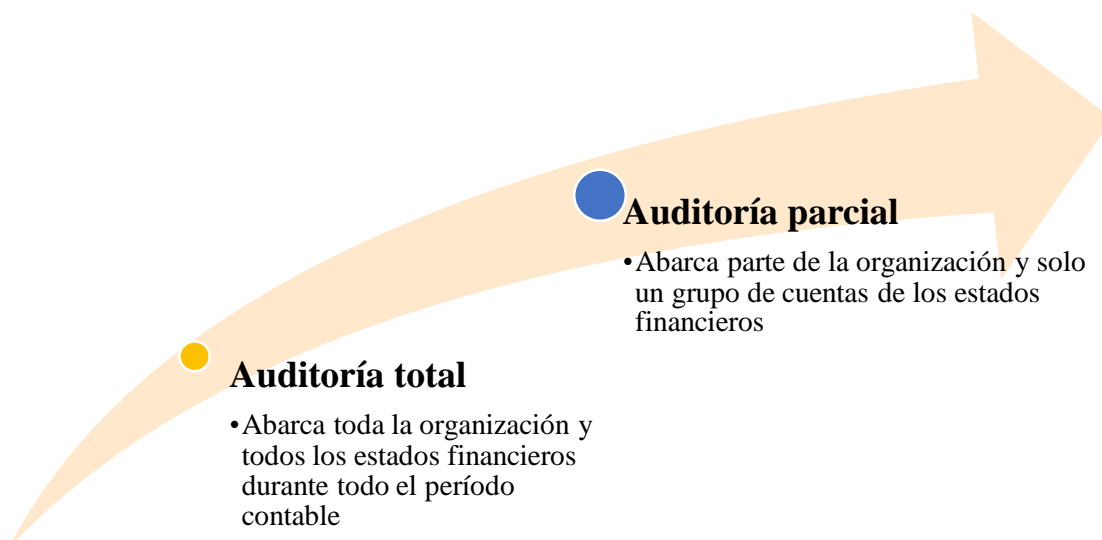 Auditoría parcial
•Abarca parte de la organización y solo
un grupo de cuentas de los estados
financieros
Auditoría total
•Abarca toda la organización y
todos los estados financieros
durante todo el período
contable